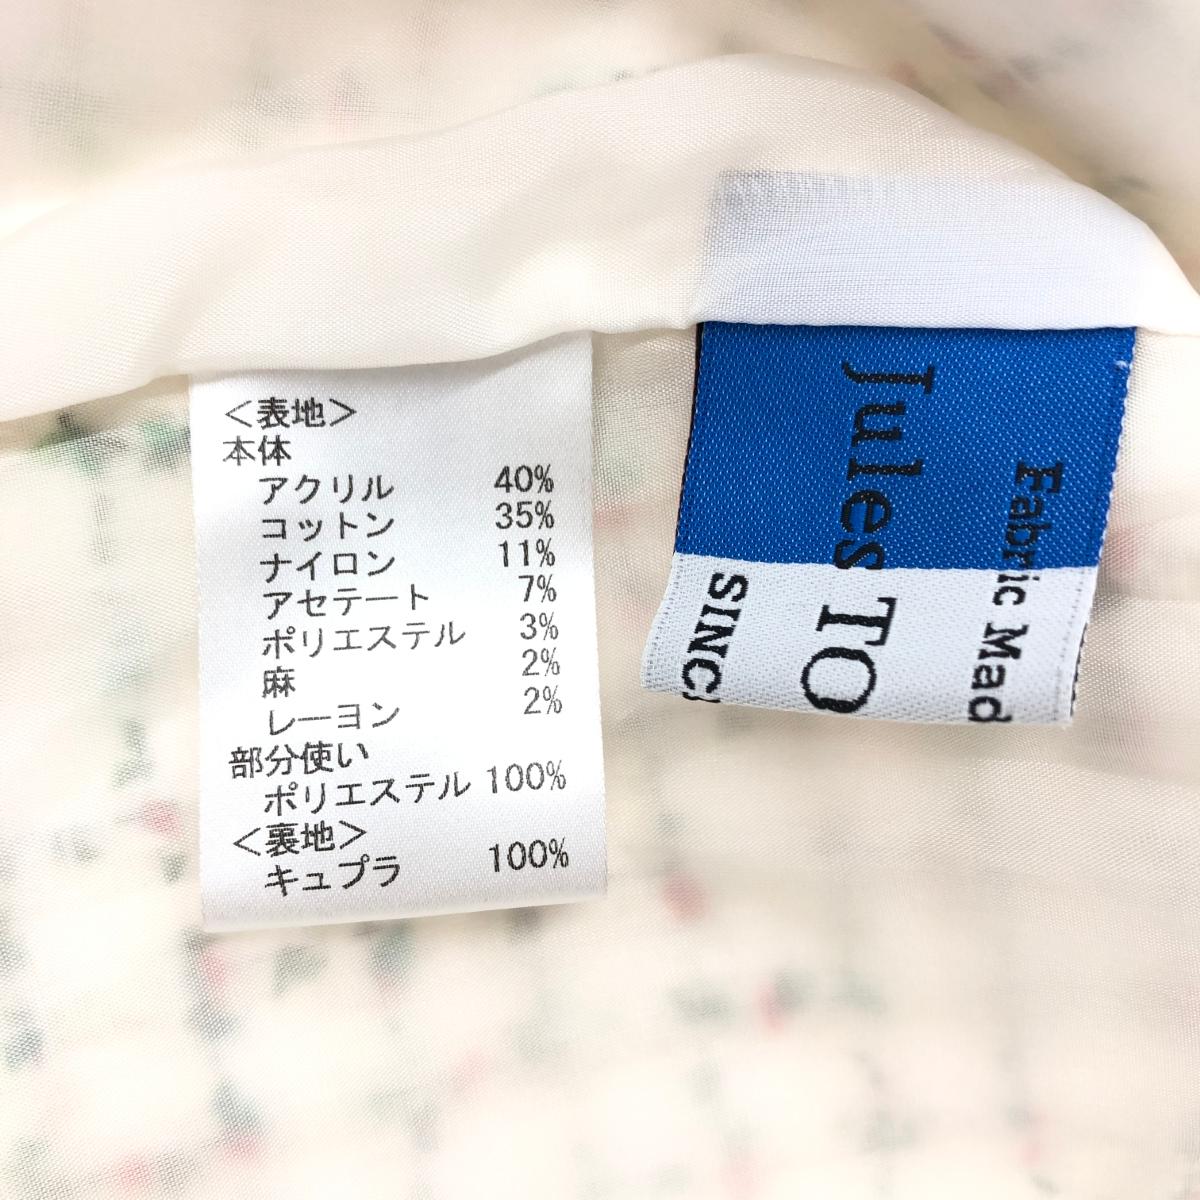 <表地>
本体
アクリル 40%
コットン 35%
ナイロン 11%
アセテート 7%
ポリエステル 3%
麻 2%
レーヨン 2%
部分使い
ポリエステル 100%
<裏地>
キュプラ 100%
Fabric Mad
Jules TO
SINC